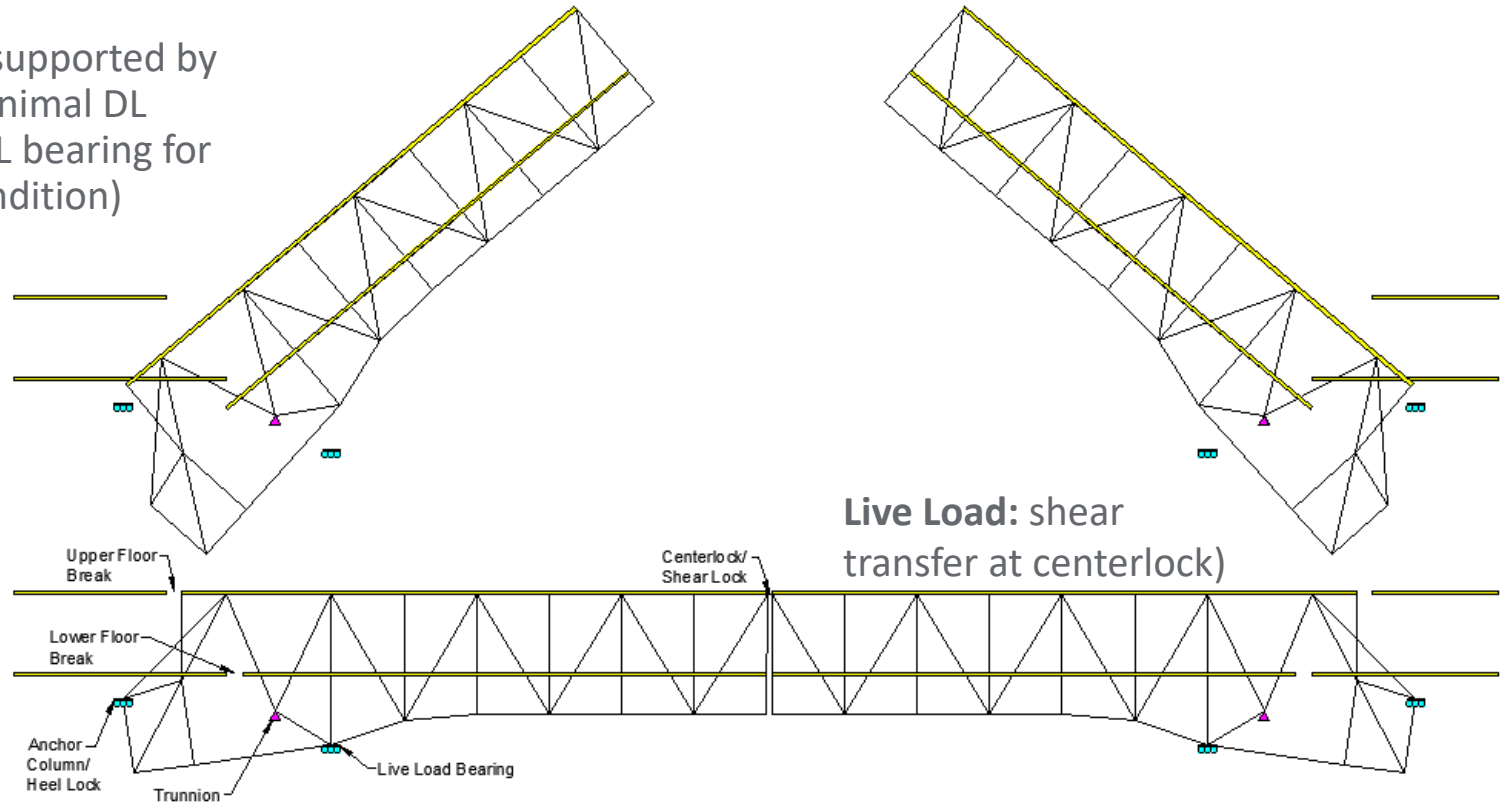 supported by
nimal DL
L bearing for
ndition)
Live Load: shear
transfer at centerlock)
Upper Floor
Break
Centerlock/
Shear Lock
Lower Floor
Break
Anchor
Column/
Heel Lock
Trunnion
Live Load Bearing